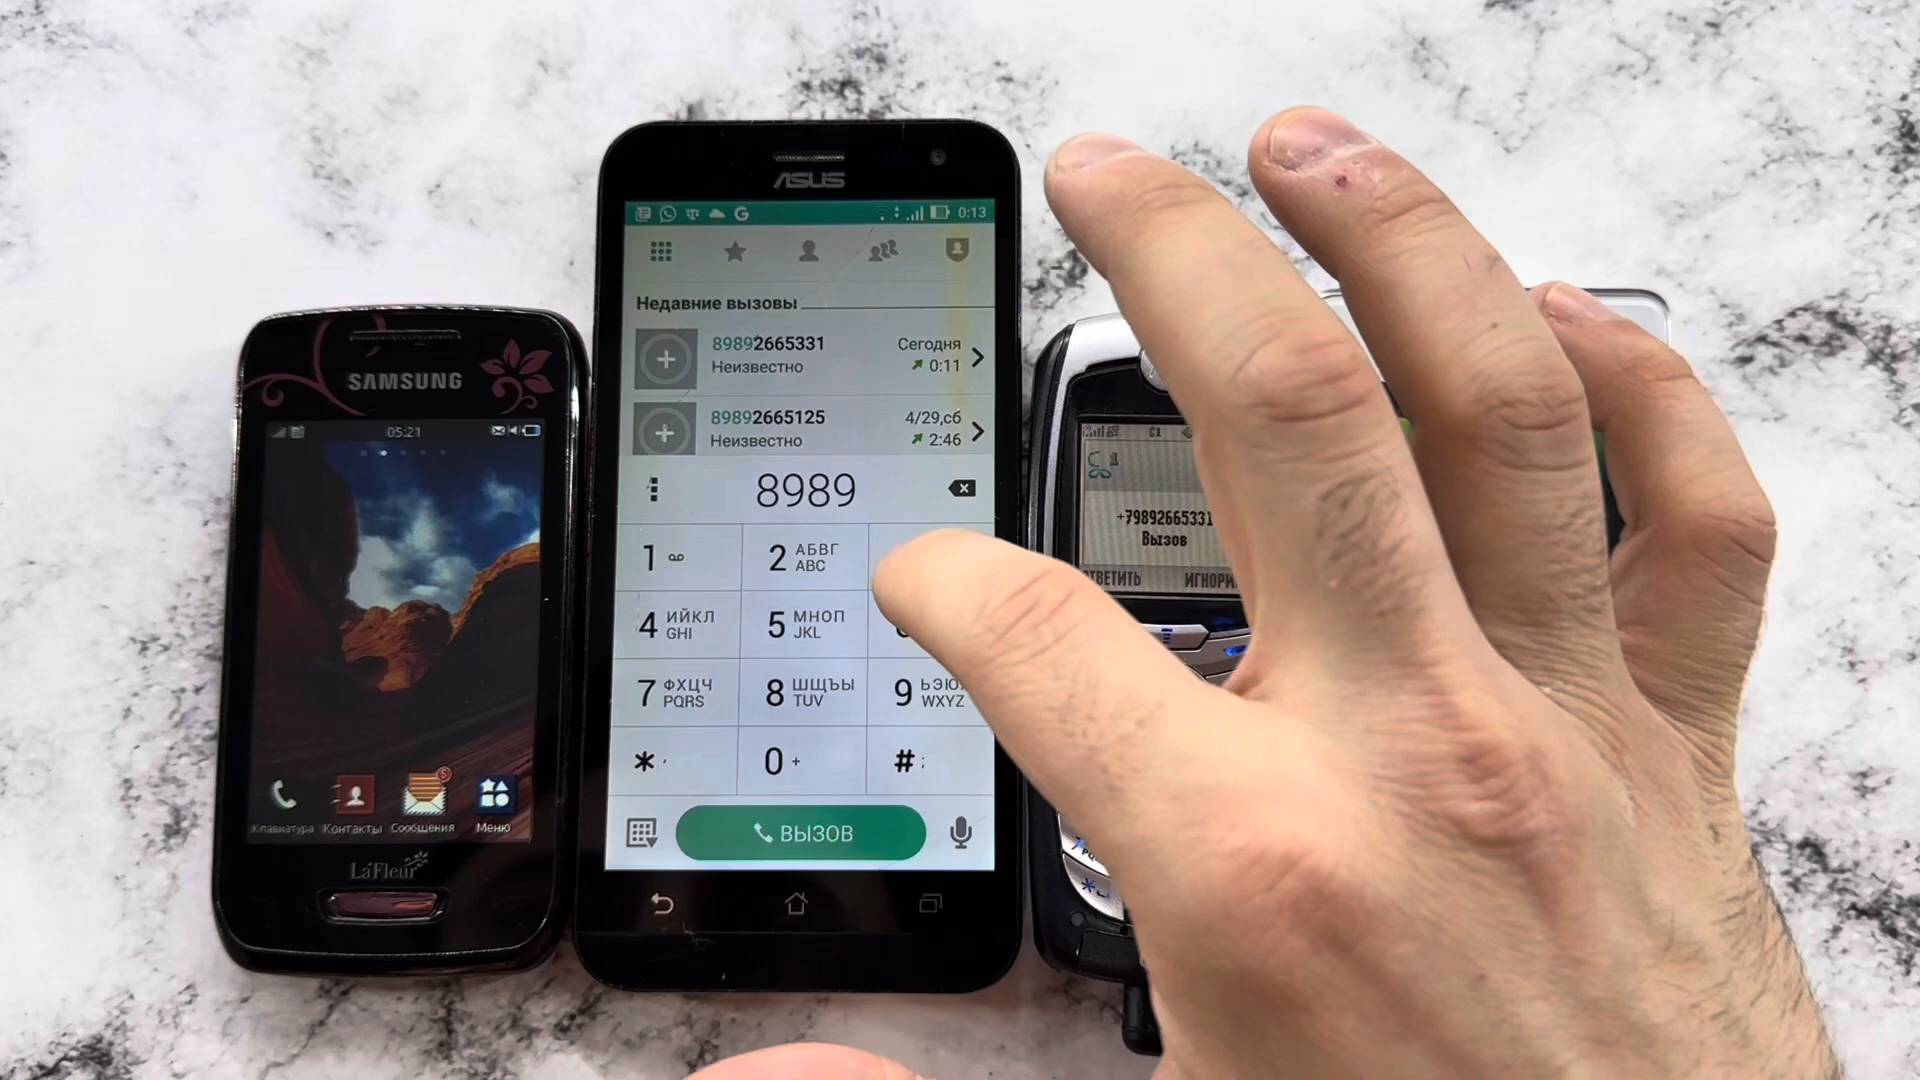 SAMSUNG
05:21
5
Клавиатура Контакты Сообщения Меню
LaFleur
ASUS
G 0:13
Недавние вызовы
89892665331 Сегодня
Неизвестно 0:11
89892665125 4/29,сб
Неизвестно 2:46
8989
1 2 АБВГ ABC
4 ИЙКЛ GHI 5 МНОП JKL
7 ФХЦЧ PQRS 8 ШЩЪЫ TUV 9 WXYZ
* , 0 + # ;
ВЫЗОВ
1
+79892665331
Вызов